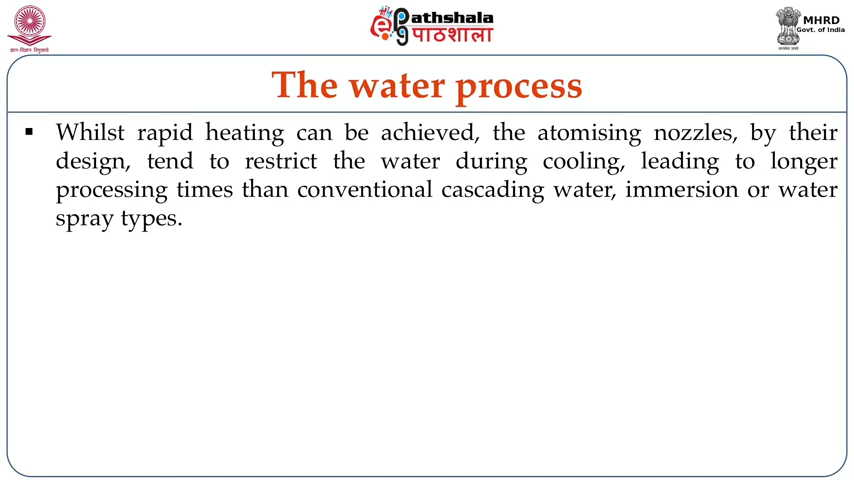 ePathshala
पाठशाला
MHRD
Govt. of India
ज्ञान-विज्ञान विमुक्तये
The water process
▪ Whilst rapid heating can be achieved, the atomising nozzles, by their
design, tend to restrict the water during cooling, leading to longer
processing times than conventional cascading water, immersion or water
spray types.